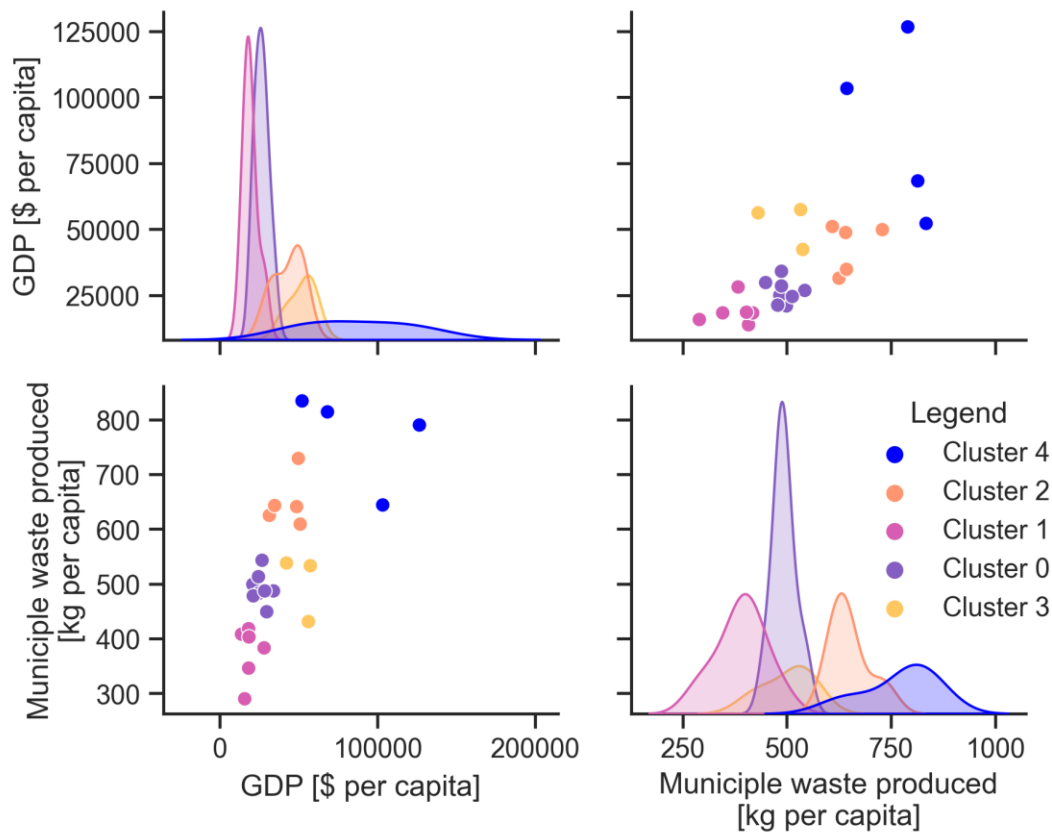 GDP [$ per capita]
125000
100000
75000
50000
25000
Municiple waste produced
[kg per capita]
800
700
600
500
400
300
0
100000
200000
GDP [$ per capita]
Legend
Cluster 4
Cluster 2
Cluster 1
Cluster 0
Cluster 3
250
500
750
1000
Municiple waste produced
[kg per capita]